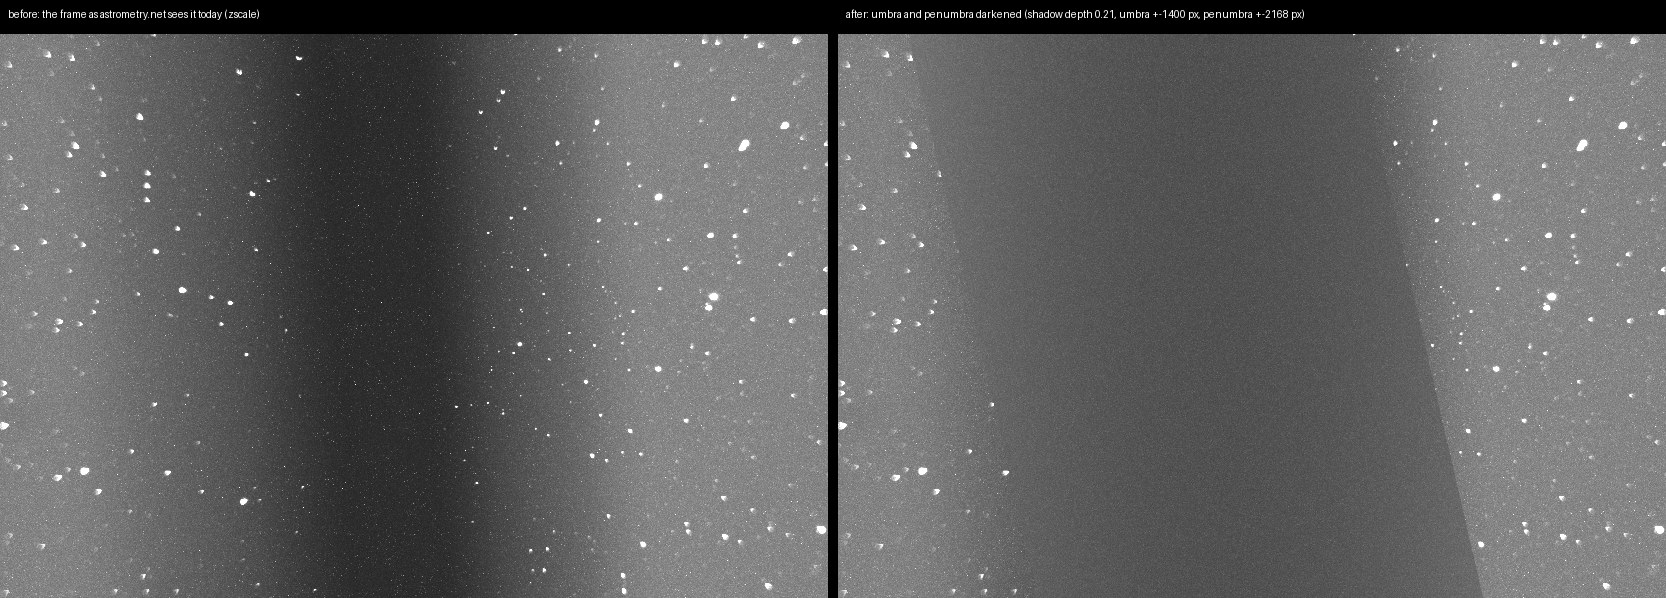 before: the frame as astrometry.net sees it today (zscale)
after: umbra and penumbra darkened (shadow depth 0.21, umbra +-1400 px, penumbra +-2168 px)